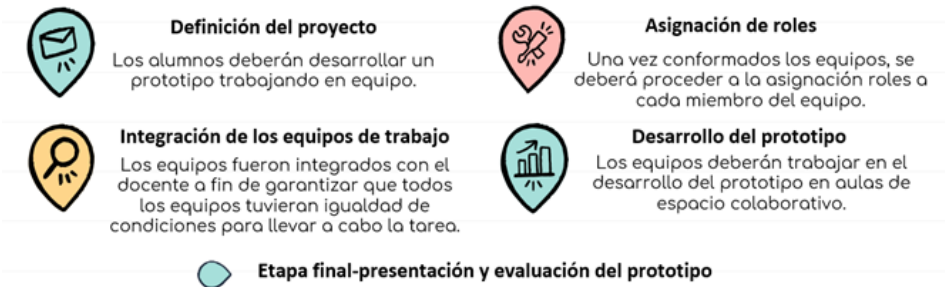 Definición del proyecto
Los alumnos deberán desarrollar un
prototipo trabajando en equipo.
Integración de los equipos de trabajo
Los equipos fueron integrados con el
docente a fin de garantizar que todos
los equipos tuvieran igualdad de
condiciones para llevar a cabo la tarea.
Asignación de roles
Una vez conformados los equipos, se
deberá proceder a la asignación roles a
cada miembro del equipo.
Desarrollo del prototipo
Los equipos deberán trabajar en el
desarrollo del prototipo en aulas de
espacio colaborativo.
Etapa final-presentación y evaluación del prototipo